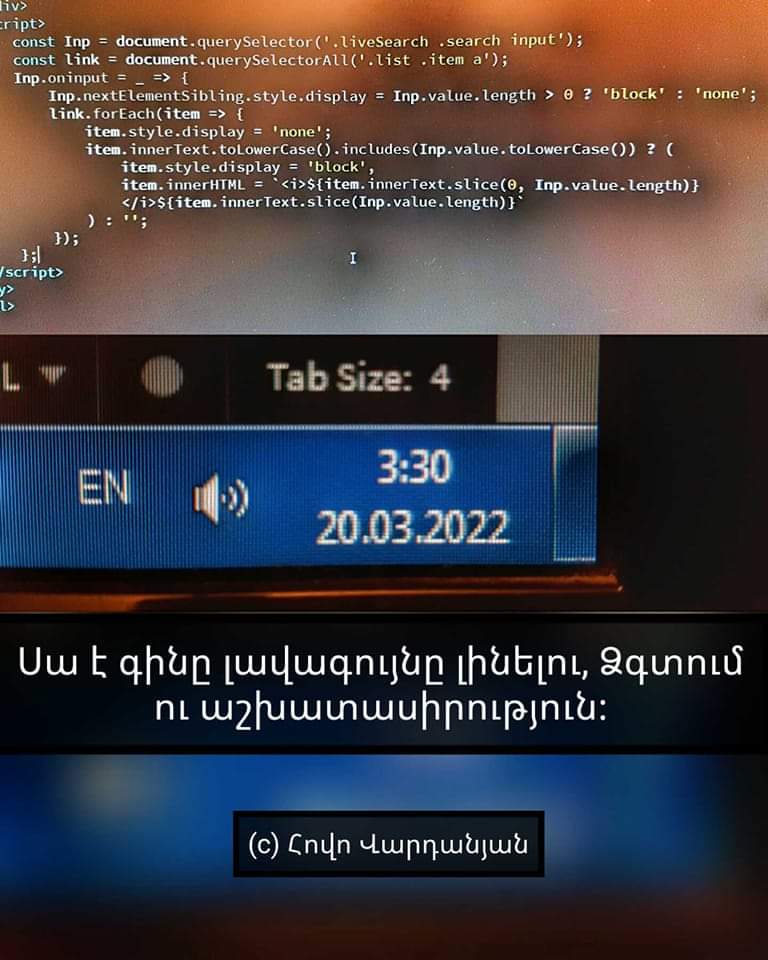 div>
script>
const Inp = document.querySelector('.liveSearch .search input');
const link = document.querySelectorAll('.list .item a');
Inp.oninput = _ => {
Inp.nextElementSibling.style.display = Inp.value.length > 0 ? 'block' : 'none';
link.forEach(item => {
item.style.display = 'none';
item.innerText.toLowerCase().includes(Inp.value.toLowerCase()) ? (
item.style.display = 'block',
item.innerHTML = `<i>${item.innerText.slice(0, Inp.value.length)}
</i>${item.innerText.slice(Inp.value.length)}`
) : '';
});
};
/script>
y>
l>
L
Tab Size: 4
EN
3:30
20.03.2022
Սա է գինը լավագույնը լինելու, Ձգտում
ու աշխատասիրություն:
(c) Հովո Վարդանյան